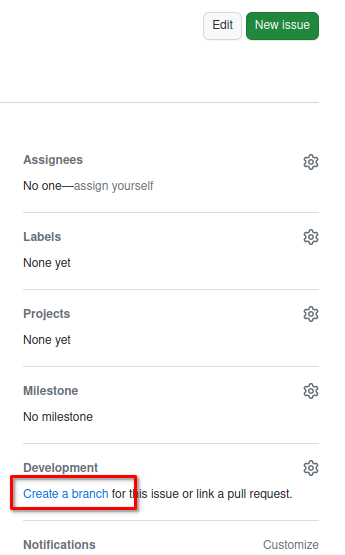 Edit New issue
Assignees
No one—assign yourself
Labels
None yet
Projects
None yet
Milestone
No milestone
Development
Create a branch for this issue or link a pull request.
Notifications Customize